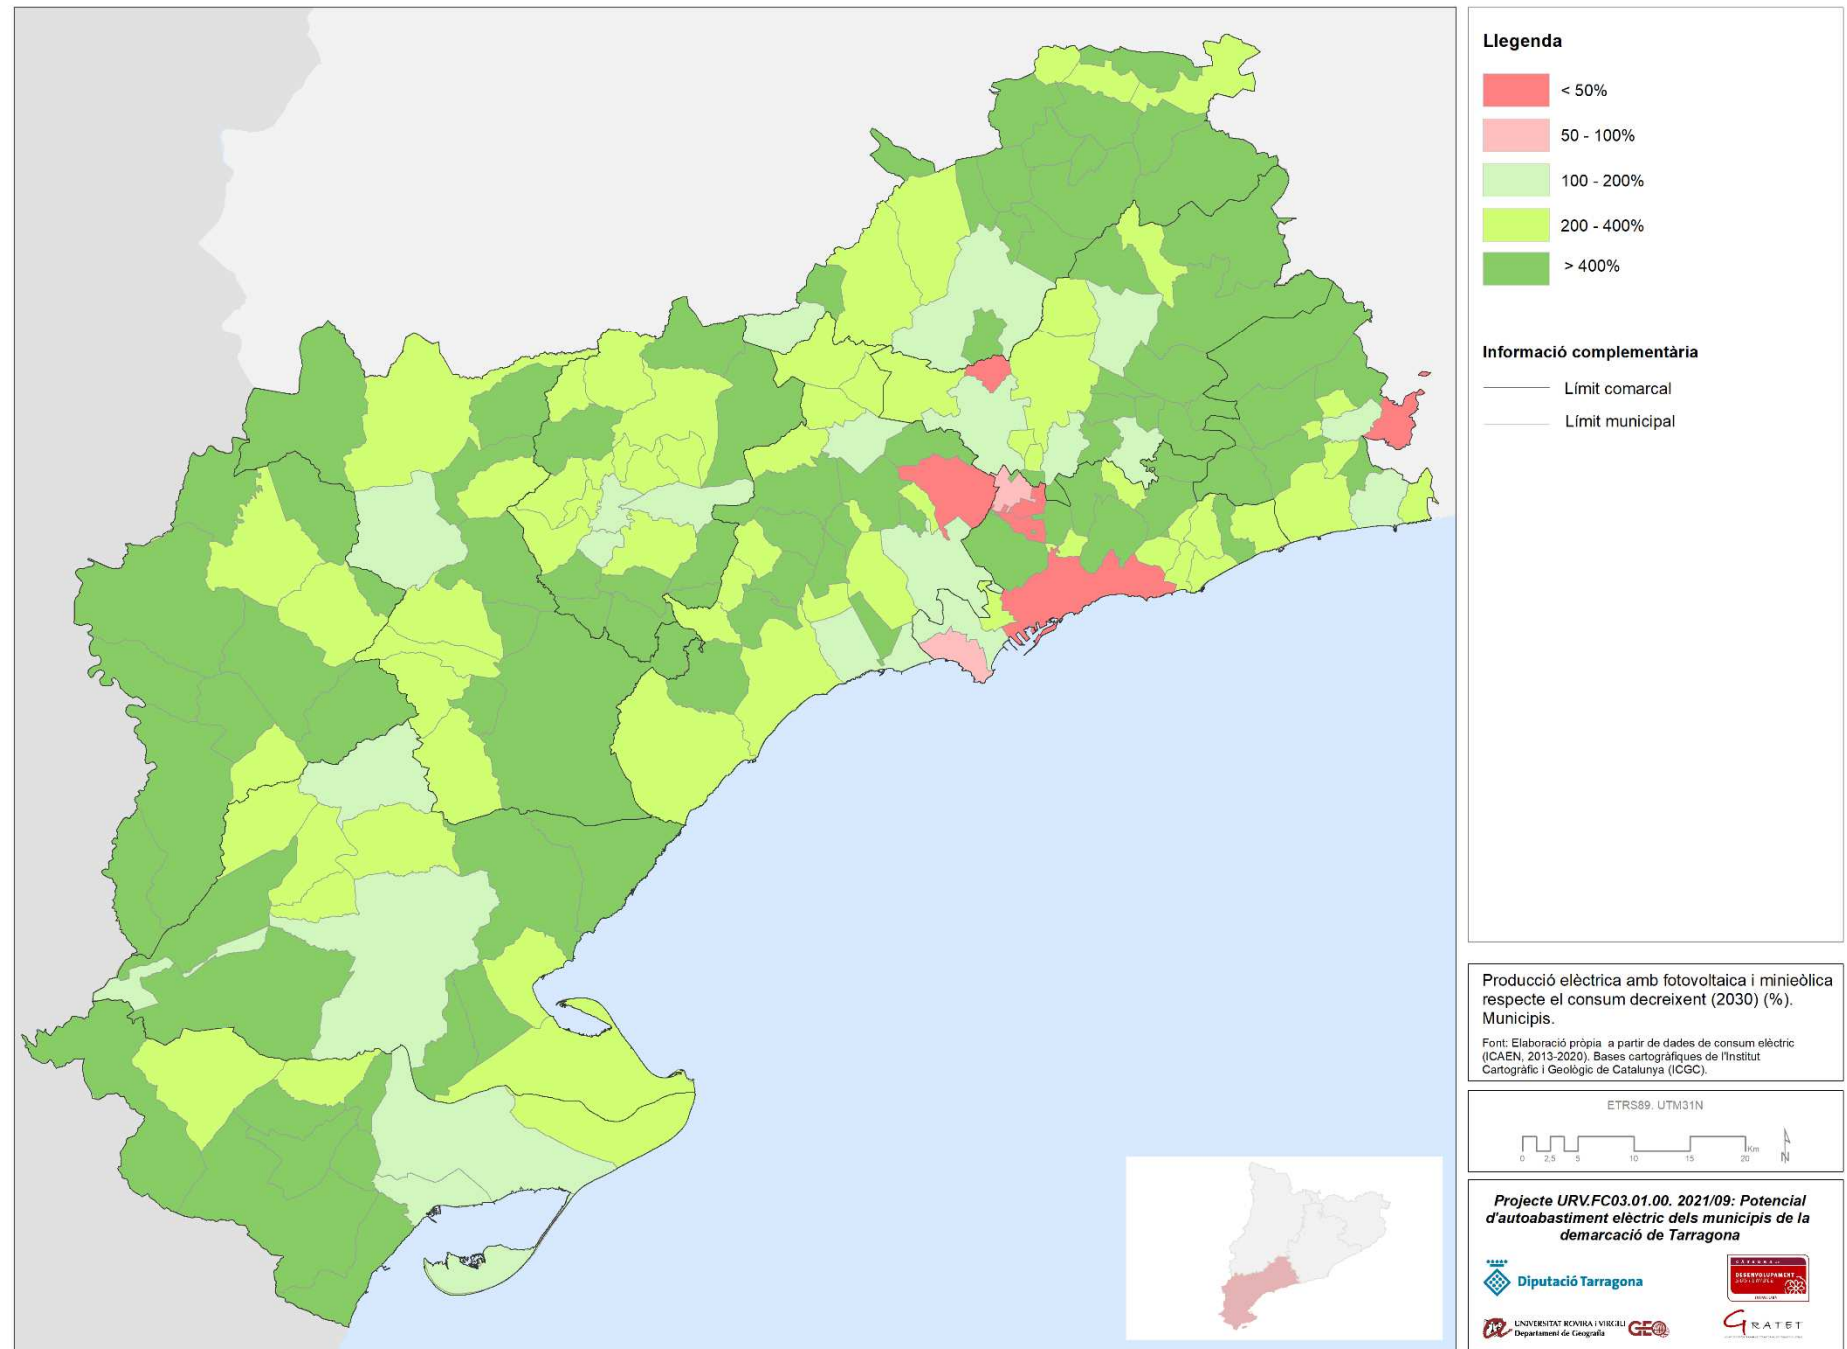 Llegenda
< 50%
50 - 100%
100 - 200%
200 - 400%
> 400%
Informació complementària
Límit comarcal
Límit municipal
Producció elèctrica amb fotovoltaica i minieòlica
respecte el consum decreixent (2030) (%).
Municipis.
Font: Elaboració pròpia a partir de dades de consum elèctric
(ICAEN, 2013-2020). Bases cartogràfiques de l'Institut
Cartogràfic i Geològic de Catalunya (ICGC).
ETRS89. UTM31N
0 2,5 5 10 15 20 Km
N
Projecte URV.FC03.01.00. 2021/09: Potencial
d'autoabastiment elèctric dels municipis de la
demarcació de Tarragona
Diputació Tarragona
DESENVOLUPAMENT
UNIVERSITAT ROVIRA I VIRGILI
Departament de Geografia
GEO
GRATET